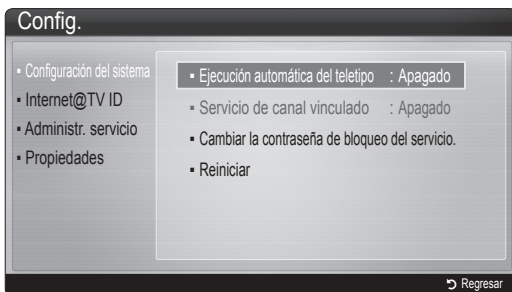 Config.
Configuración del sistema
Internet@TV ID
Administr. servicio
Propiedades
Ejecución automática del teletipo : Apagado
Servicio de canal vinculado : Apagado
Cambiar la contraseña de bloqueo del servicio.
Reiniciar
Regresar